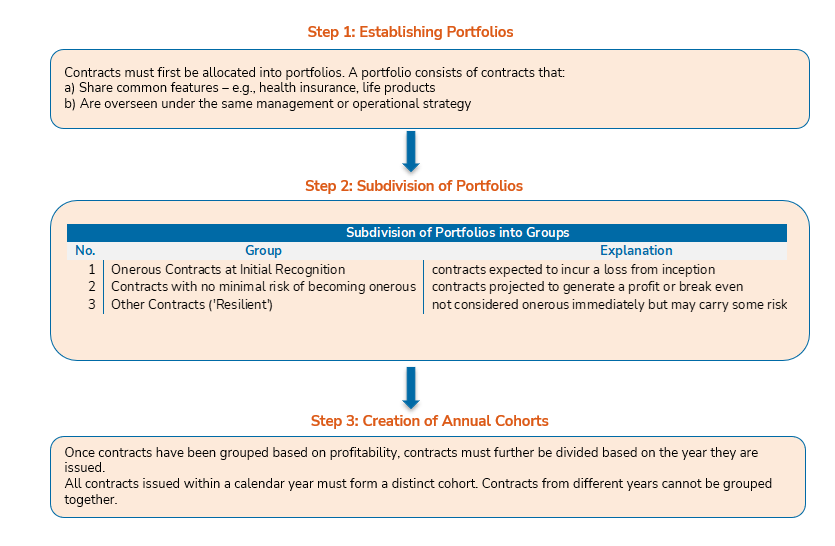 Step 1: Establishing Portfolios
Contracts must first be allocated into portfolios. A portfolio consists of contracts that:
a) Share common features – e.g., health insurance, life products
b) Are overseen under the same management or operational strategy
Step 2: Subdivision of Portfolios
Subdivision of Portfolios into Groups
No. Group Explanation
1 Onerous Contracts at Initial Recognition contracts expected to incur a loss from inception
2 Contracts with no minimal risk of becoming onerous contracts projected to generate a profit or break even
3 Other Contracts ('Resilient') not considered onerous immediately but may carry some risk
Step 3: Creation of Annual Cohorts
Once contracts have been grouped based on profitability, contracts must further be divided based on the year they are
issued.
All contracts issued within a calendar year must form a distinct cohort. Contracts from different years cannot be grouped
together.